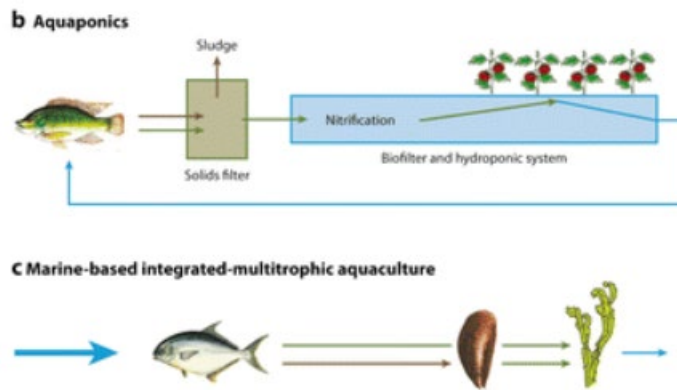 b Aquaponics
Sludge
Nitrification
Solids filter
Biofilter and hydroponic system
c Marine-based integrated-multitrophic aquaculture